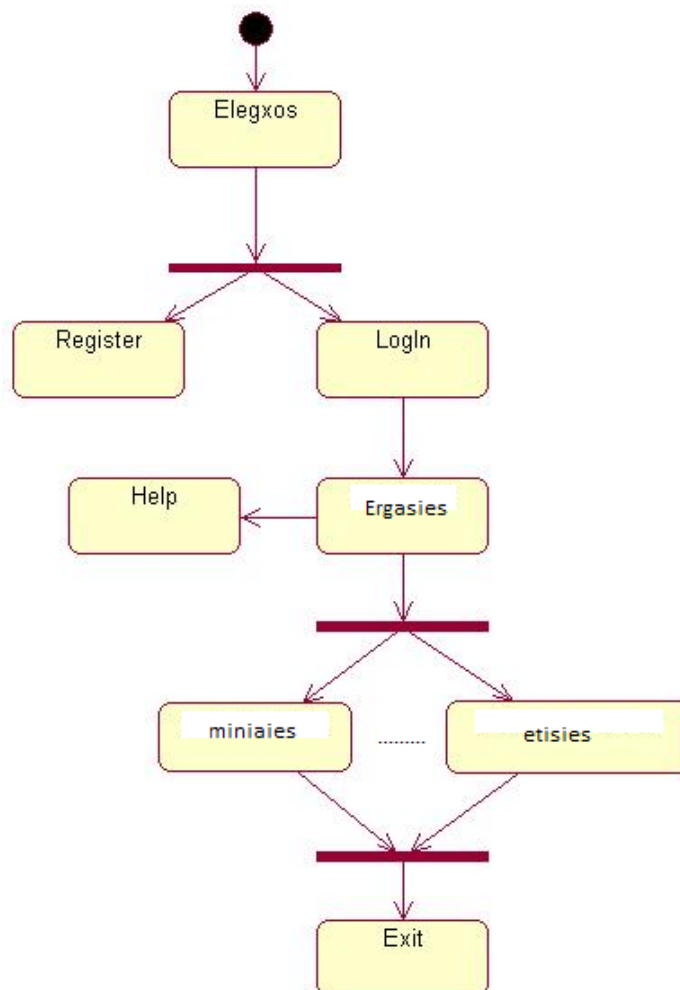 Elegxos
Register
LogIn
Help
Ergasies
miniaies ......... etisies
Exit